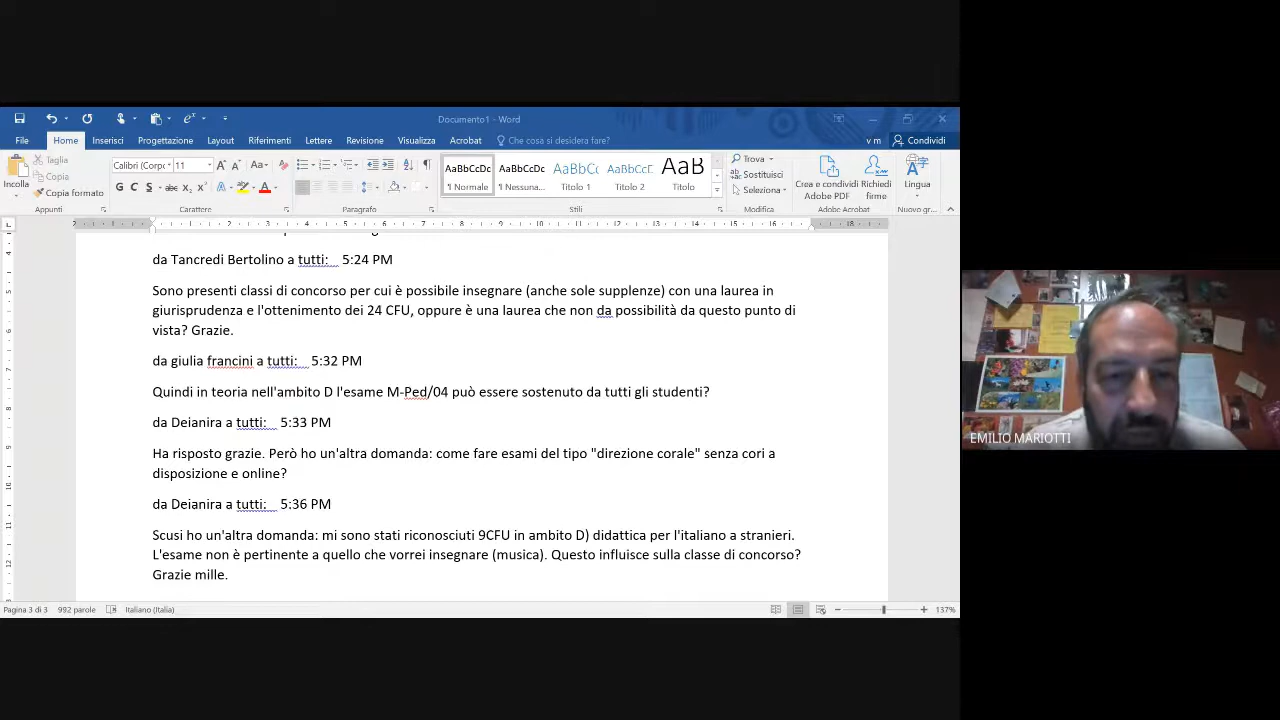 Documento1 - Word
File Home Inserisci Progettazione Layout Riferimenti Lettere Revisione Visualizza Acrobat Che cosa si desidera fare? v m Condividi
Incolla
Taglia
Copia
Copia formato
Appunti
Calibri (Corpo 11
Carattere
Paragrafo
AaBbCcDc AaBbCcDc AaBbCc AaBbCcC AaB
¶ Normale ¶ Nessuna... Titolo 1 Titolo 2 Titolo
Stili
Trova
Sostituisci
Seleziona
Modifica
Crea e condividi Adobe PDF
Richiedi firme
Adobe Acrobat
Lingua
Nuovo gr...
da Tancredi Bertolino a tutti: 5:24 PM
Sono presenti classi di concorso per cui è possibile insegnare (anche sole supplenze) con una laurea in
giurisprudenza e l'ottenimento dei 24 CFU, oppure è una laurea che non da possibilità da questo punto di
vista? Grazie.
da giulia francini a tutti: 5:32 PM
Quindi in teoria nell'ambito D l'esame M-Ped/04 può essere sostenuto da tutti gli studenti?
da Deianira a tutti: 5:33 PM
Ha risposto grazie. Però ho un'altra domanda: come fare esami del tipo "direzione corale" senza cori a
disposizione e online?
da Deianira a tutti: 5:36 PM
Scusi ho un'altra domanda: mi sono stati riconosciuti 9CFU in ambito D) didattica per l'italiano a stranieri.
L'esame non è pertinente a quello che vorrei insegnare (musica). Questo influisce sulla classe di concorso?
Grazie mille.
Pagina 3 di 3 992 parole Italiano (Italia) 137%
EMILIO MARIOTTI